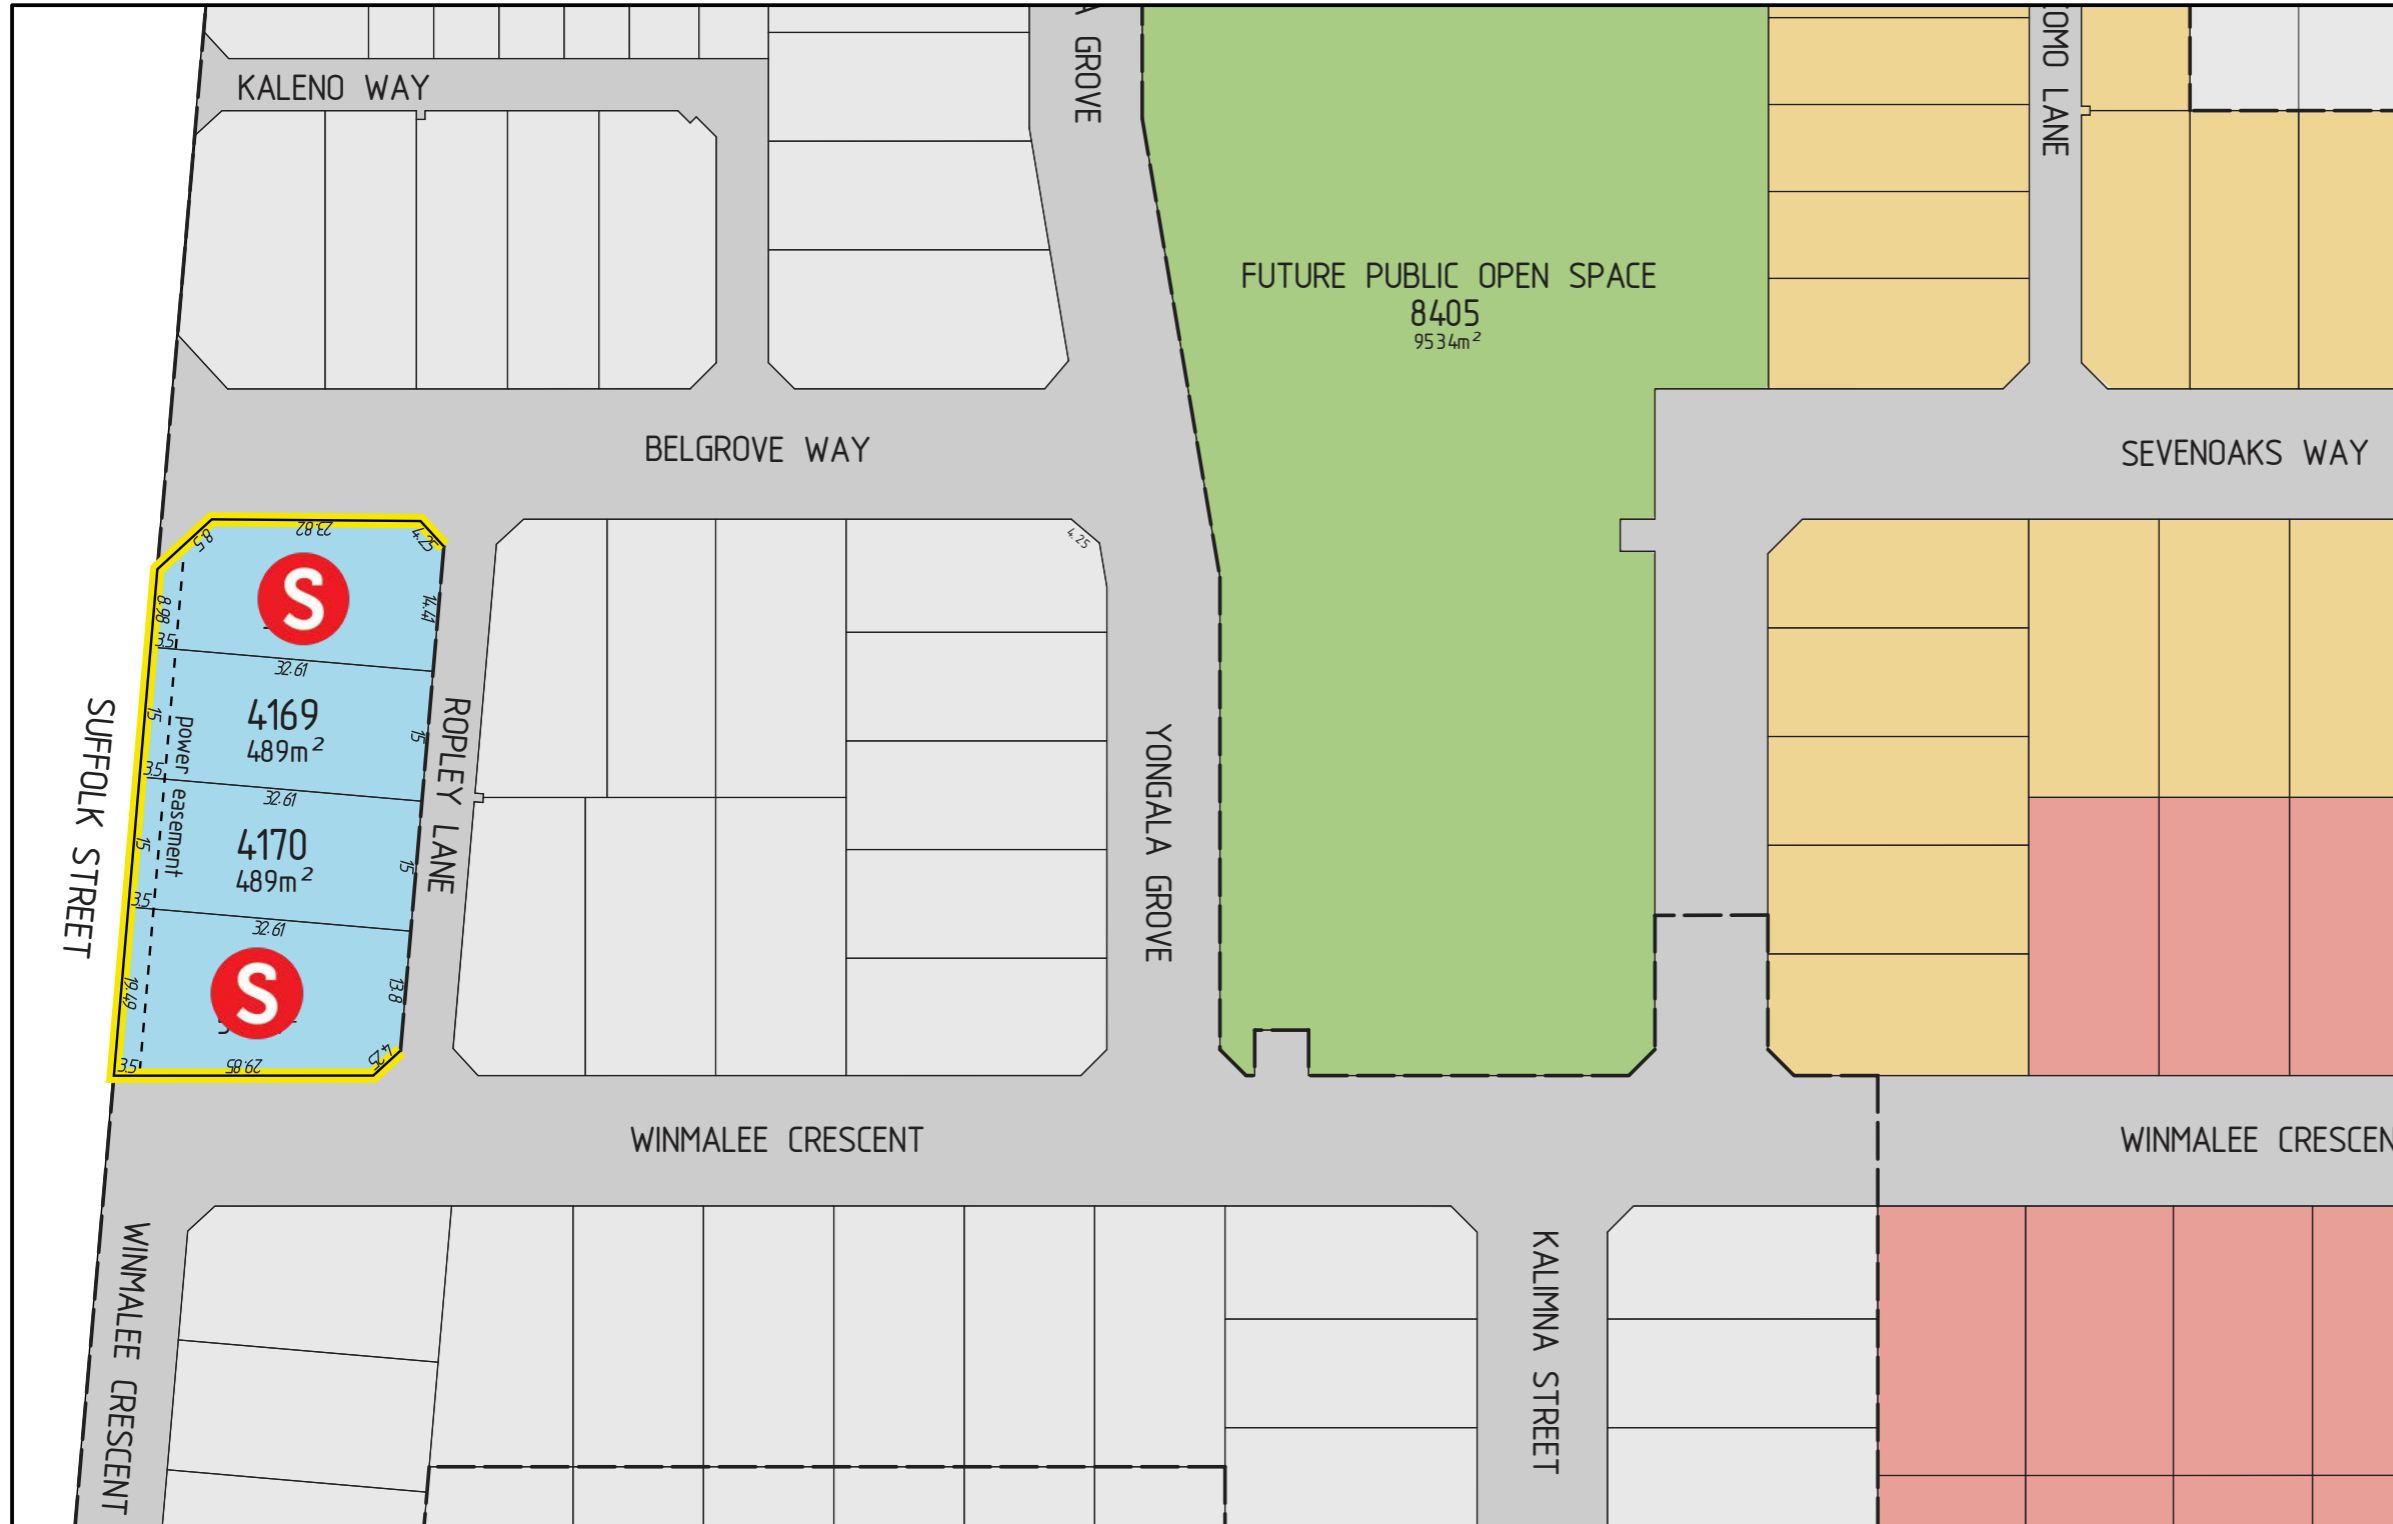 A GROVE
COMO LANE
KALENO WAY
FUTURE PUBLIC OPEN SPACE
8405
9534m²
BELGROVE WAY
SEVENOAKS WAY
23.82
8.5
4.25
4.25
S
8.98
14.41
3.5
32.61
4169
489m²
15
15
power easement
ROPLEY LANE
SUFFOLK STREET
YONGALA GROVE
3.5
32.61
4170
489m²
15
15
3.5
32.61
S
19.49
13.8
3.5
29.85
4.25
WINMALEE CRESCENT
WINMALEE CRESCEN
WINMALEE CRESCENT
KALIMNA STREET